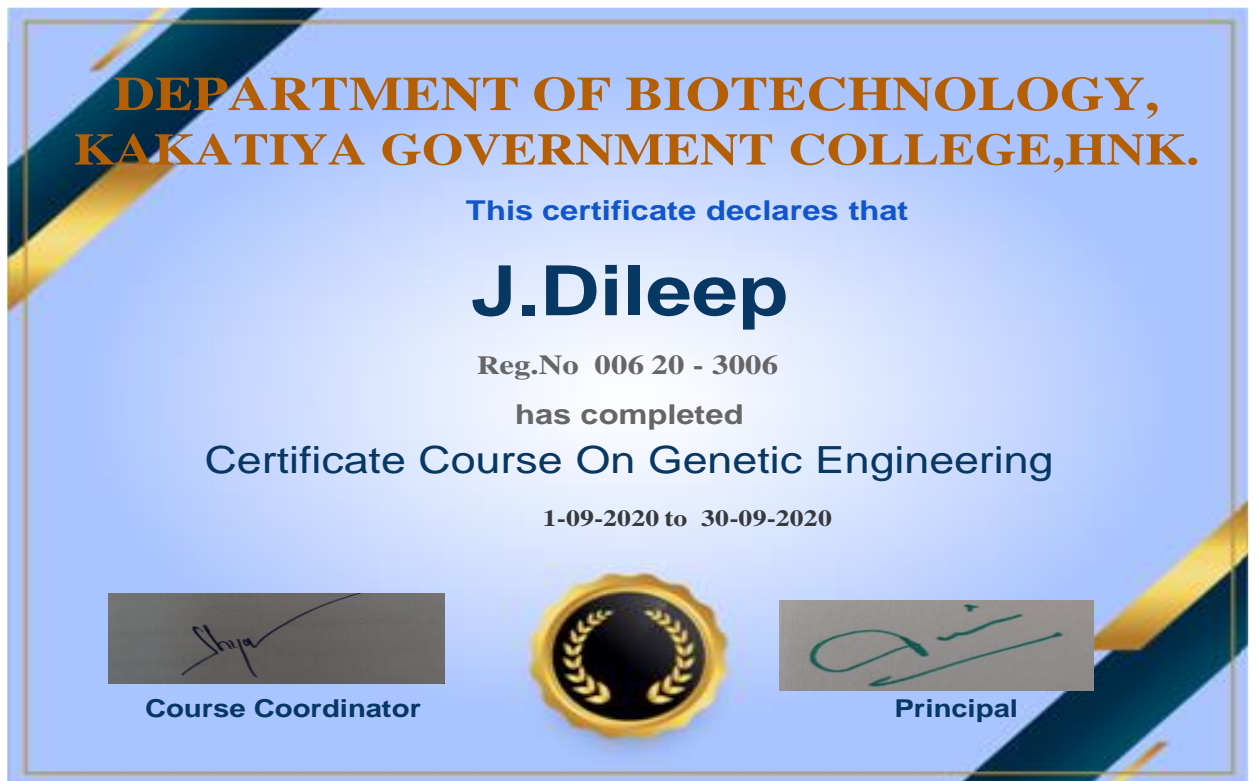 DEPARTMENT OF BIOTECHNOLOGY,
KAKATIYA GOVERNMENT COLLEGE,HNK.
This certificate declares that
J.Dileep
Reg.No 006 20 - 3006
has completed
Certificate Course On Genetic Engineering
1-09-2020 to 30-09-2020
Course Coordinator
Principal